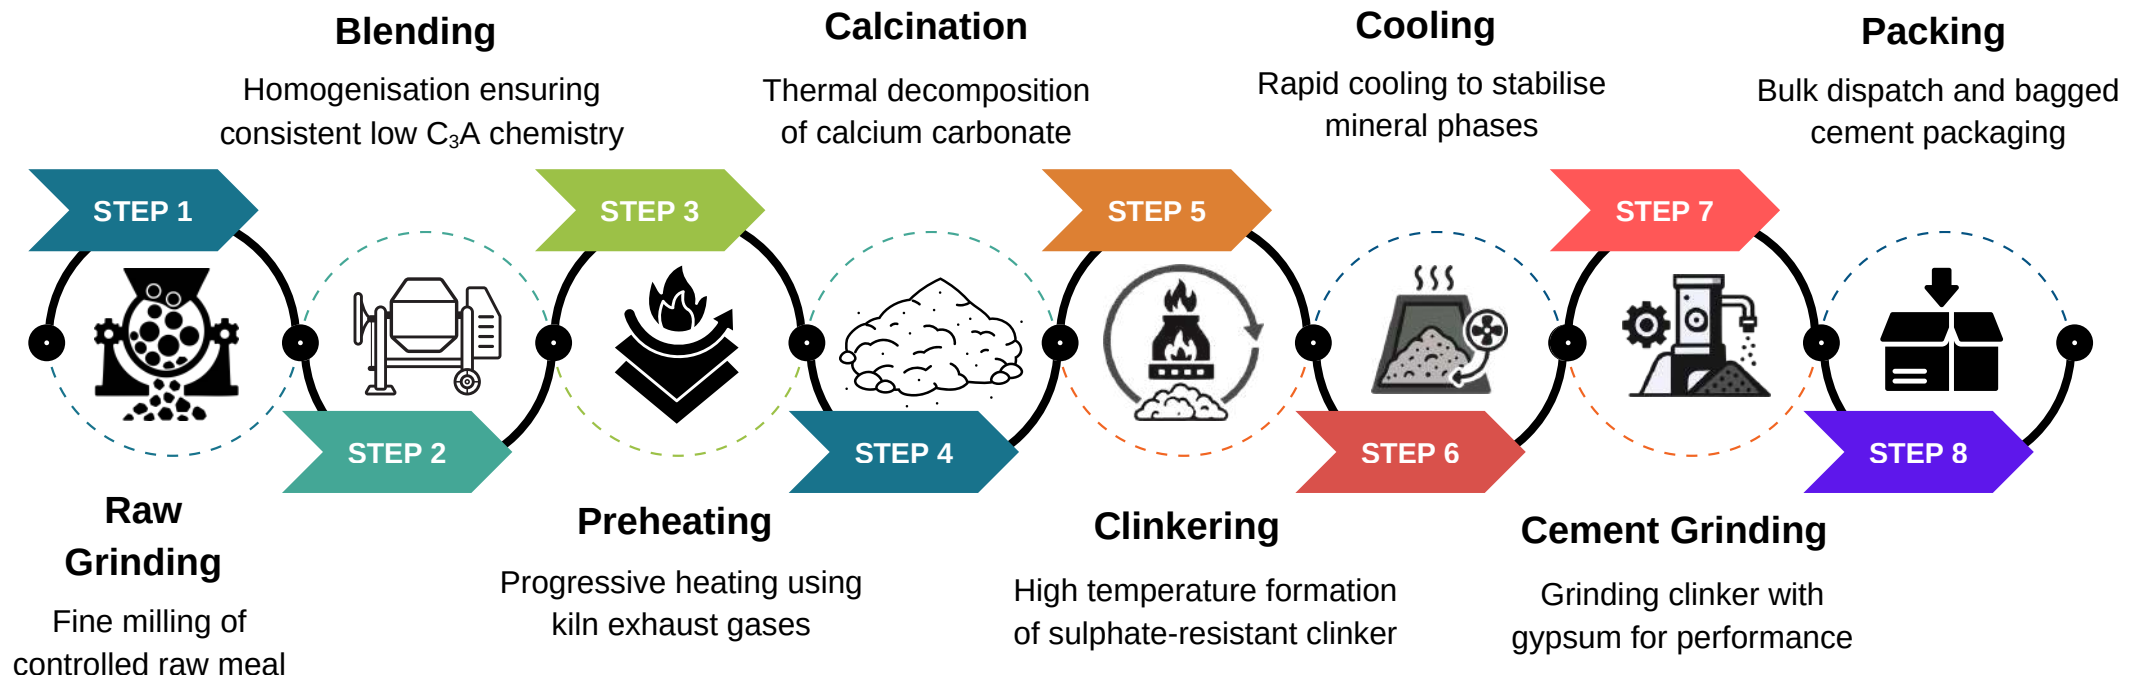 Blending
Homogenisation ensuring
consistent low C₃A chemistry
Calcination
Thermal decomposition
of calcium carbonate
Cooling
Rapid cooling to stabilise
mineral phases
Packing
Bulk dispatch and bagged
cement packaging
STEP 1
STEP 3
STEP 5
STEP 7
STEP 2
STEP 4
STEP 6
STEP 8
Raw
Grinding
Fine milling of
controlled raw meal
Preheating
Progressive heating using
kiln exhaust gases
Clinkering
High temperature formation
of sulphate-resistant clinker
Cement Grinding
Grinding clinker with
gypsum for performance